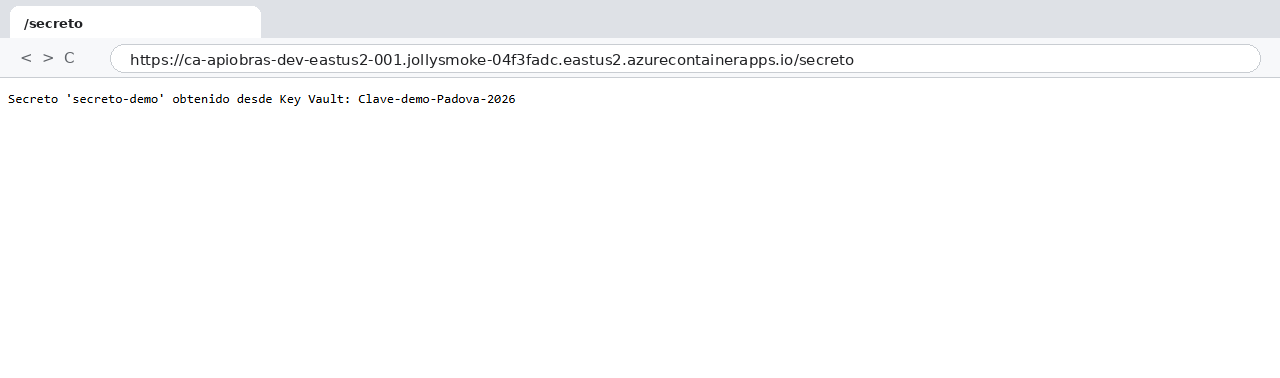 /secreto
< > C
https://ca-apiobras-dev-eastus2-001.jollysmoke-04f3fadc.eastus2.azurecontainerapps.io/secreto
Secreto 'secreto-demo' obtenido desde Key Vault: Clave-demo-Padova-2026